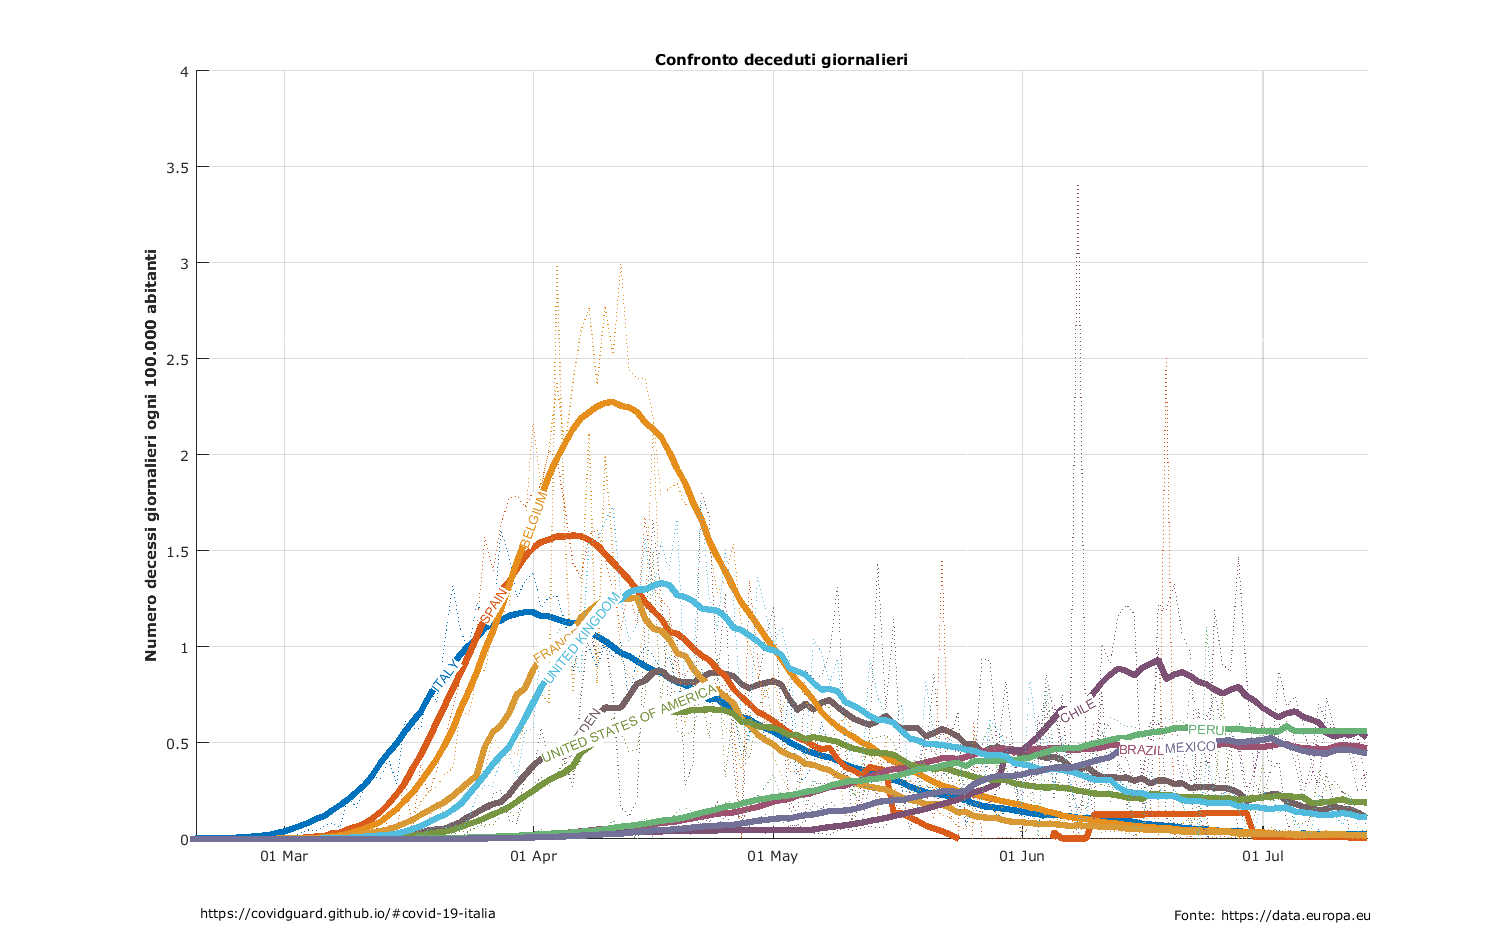 Confronto deceduti giornalieri
Numero decessi giornalieri ogni 100.000 abitanti
4
3.5
3
2.5
2
1.5
1
0.5
0
BELGIUM
SPAIN
ITALY
FRANC
UNITED KINGDOM
DEN
UNITED STATES OF AMERICA
CHILE
PERU
BRAZIL
MEXICO
01 Mar
01 Apr
01 May
01 Jun
01 Jul
https://covidguard.github.io/#covid-19-italia
Fonte: https://data.europa.eu